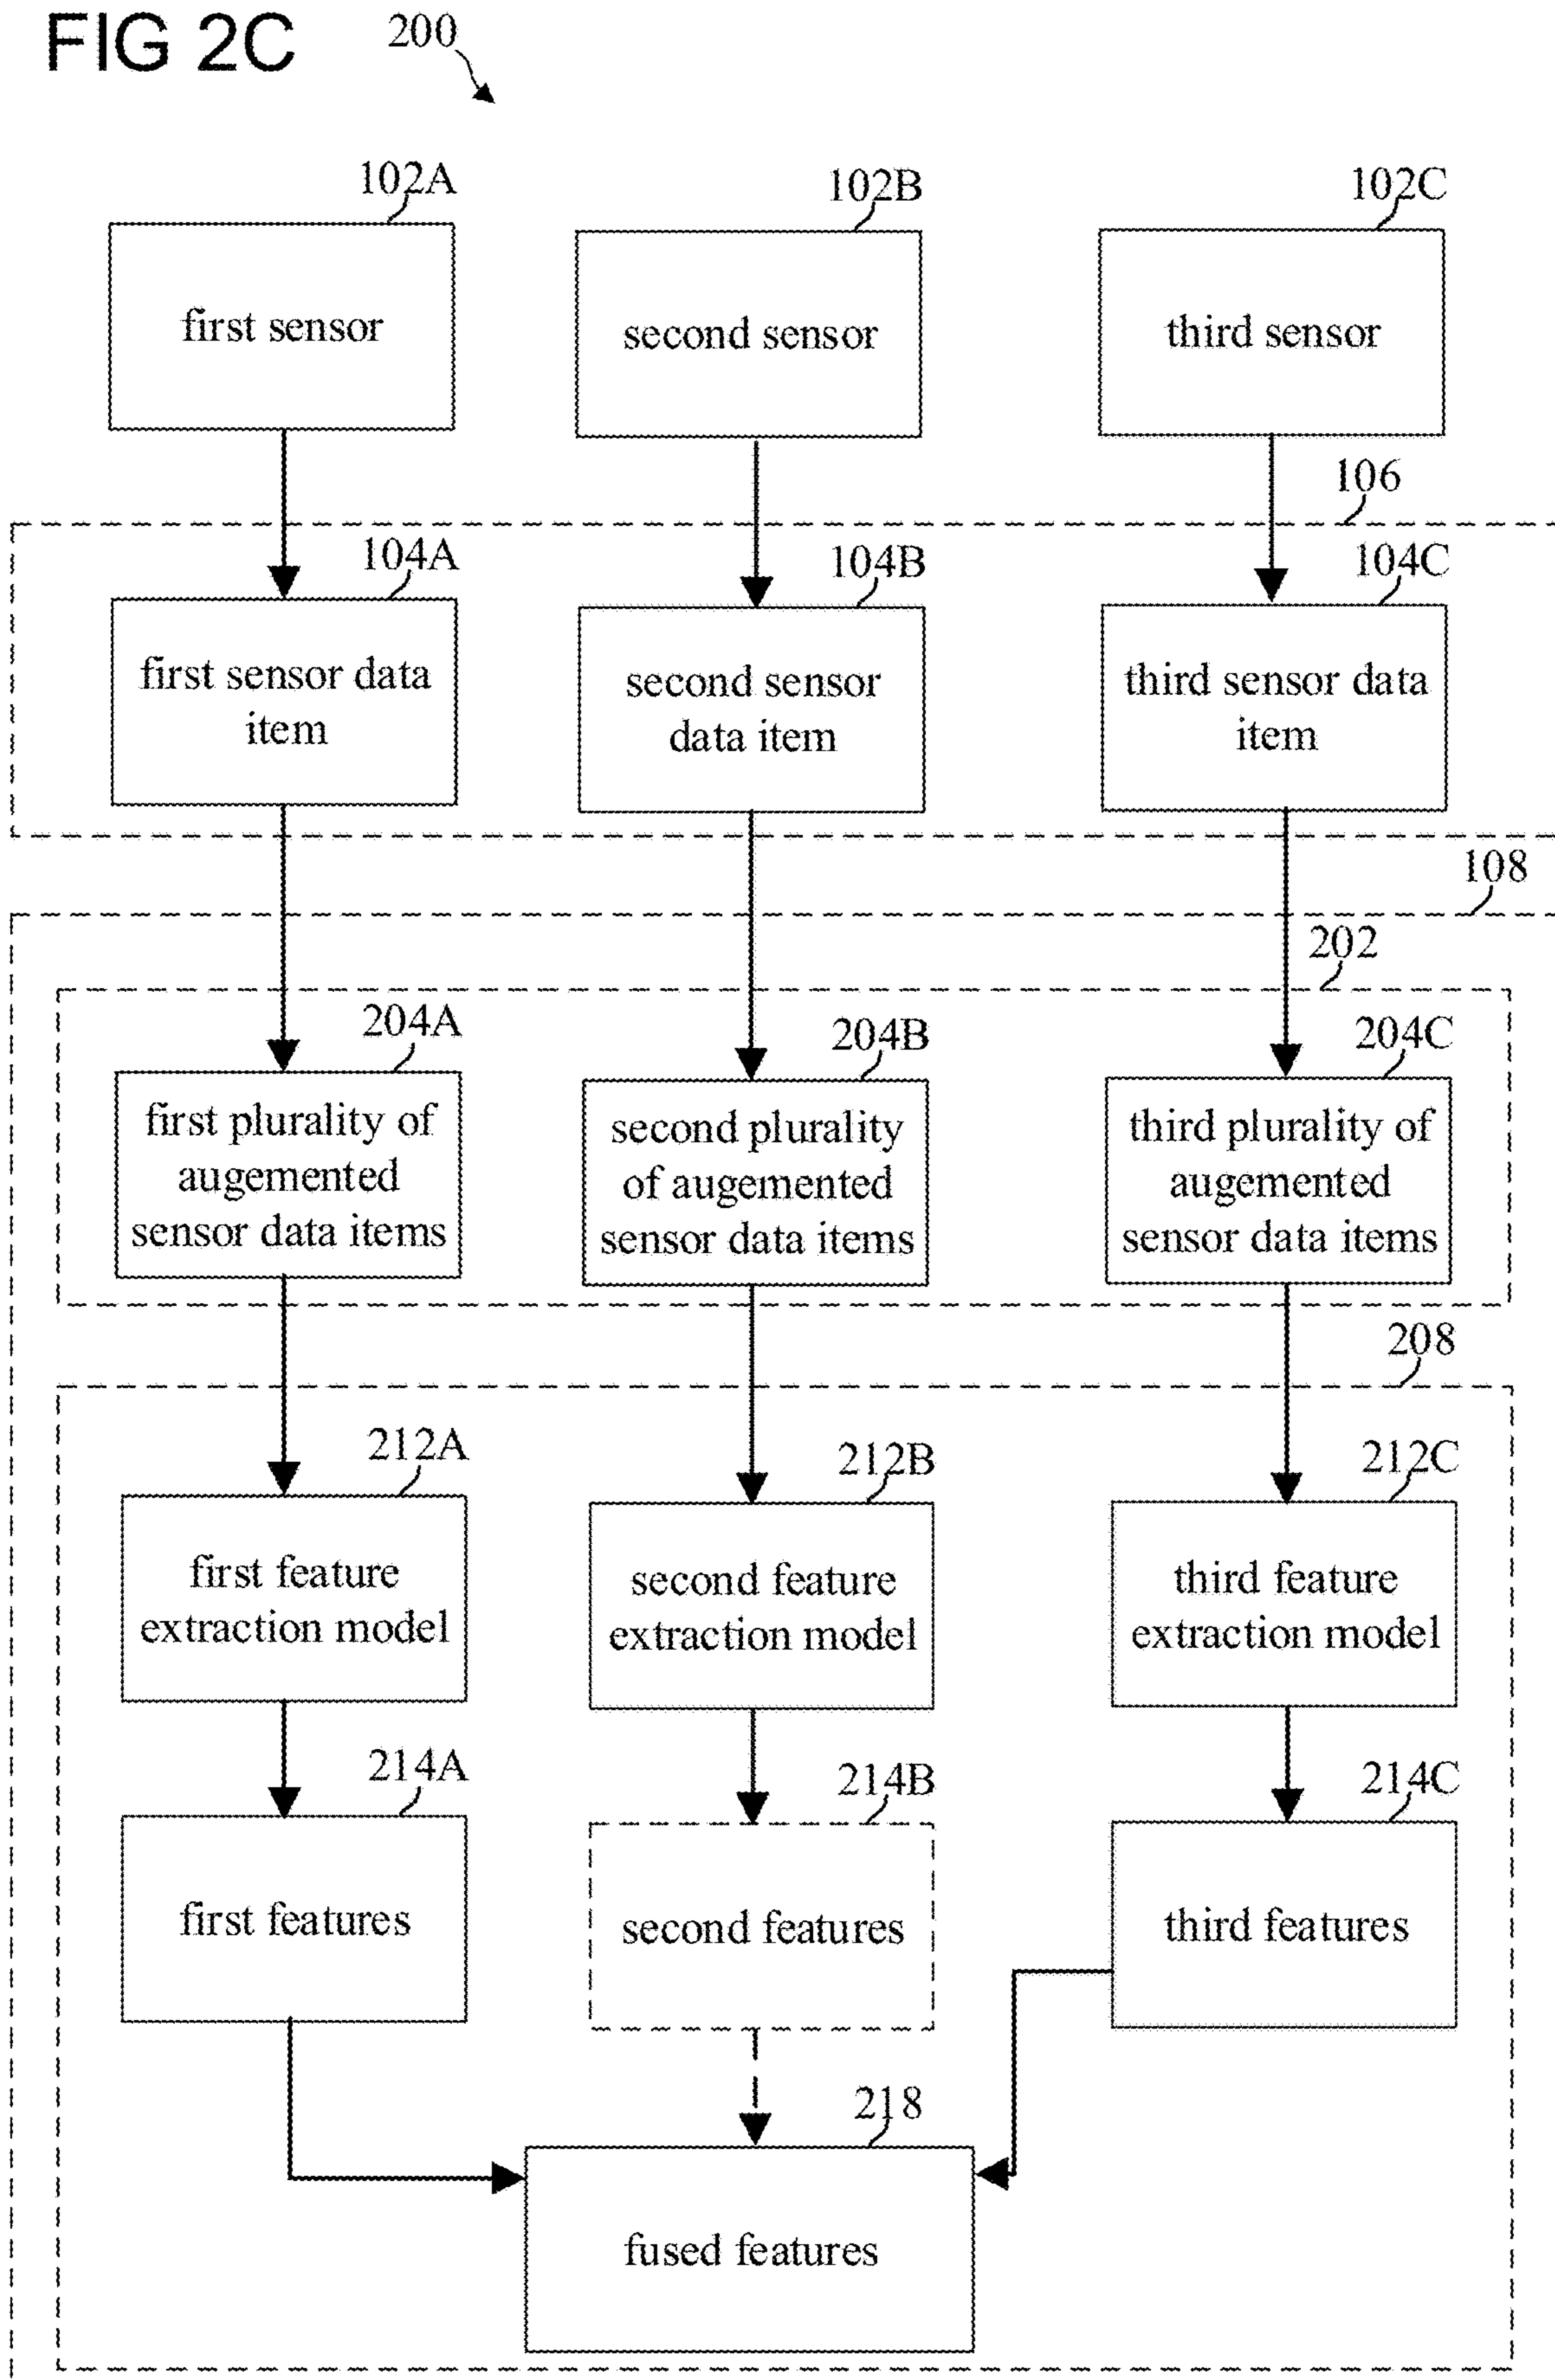 FIG 2C
200
102A
102B
102C
first sensor
second sensor
third sensor
106
104A
104B
104C
first sensor data
item
second sensor
data item
third sensor data
item
108
202
204A
204B
204C
first plurality of
augemented
sensor data items
second plurality
of augemented
sensor data items
third plurality of
augemented
sensor data items
208
212A
212B
212C
first feature
extraction model
second feature
extraction model
third feature
extraction model
214A
214B
214C
first features
second features
third features
218
fused features